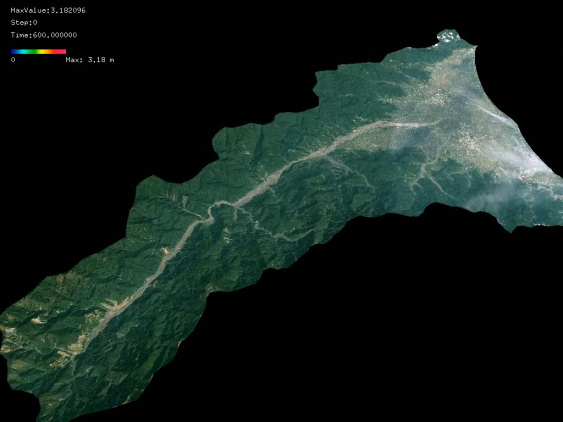 MaxValue:3.182096
Step:0
Time:600.000000
0 Max: 3.18 m